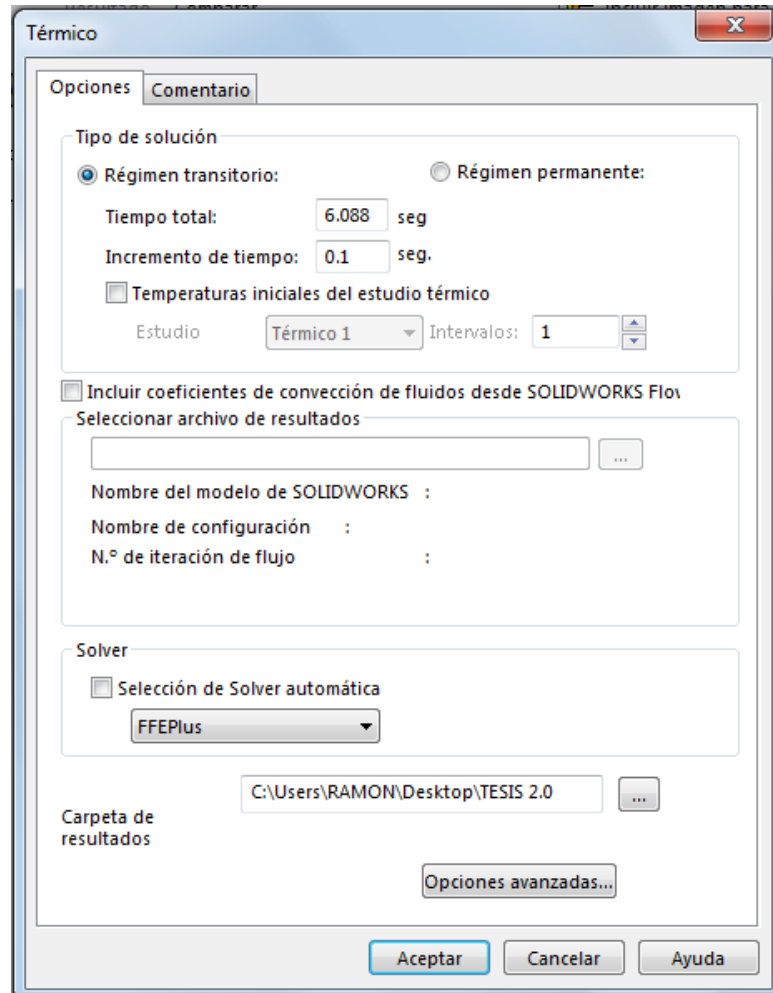 Térmico
Opciones Comentario
Tipo de solución
Régimen transitorio: Régimen permanente:
Tiempo total: 6.088 seg
Incremento de tiempo: 0.1 seg.
Temperaturas iniciales del estudio térmico
Estudio Térmico 1 Intervalos: 1
Incluir coeficientes de convección de fluidos desde SOLIDWORKS Flov
Seleccionar archivo de resultados
...
Nombre del modelo de SOLIDWORKS :
Nombre de configuración :
N.º de iteración de flujo :
Solver
Selección de Solver automática
FFEPlus
C:\Users\RAMON\Desktop\TESIS 2.0 ...
Carpeta de
resultados
Opciones avanzadas...
Aceptar Cancelar Ayuda